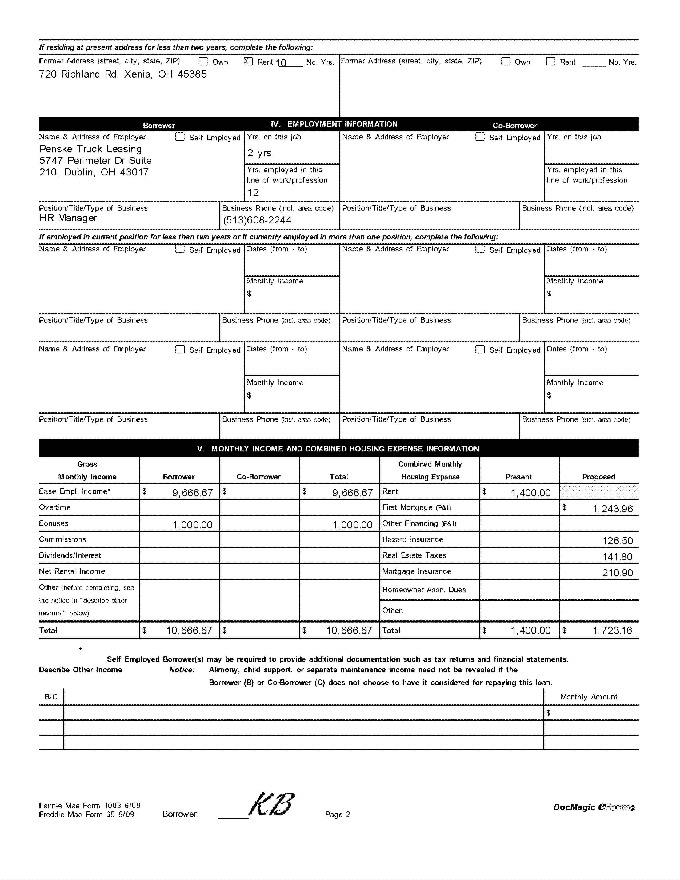 If residing at present address for less than two years, complete the following:
Former Address (street, city, state, ZIP) Own Rent 10 No. Yrs. Former Address (street, city, state, ZIP) Own Rent No. Yrs.
720 Richland Rd. Xenia, OH 45385
Borrower IV. EMPLOYMENT INFORMATION Co-Borrower
Name & Address of Employer Self Employed Yrs. on this job Name & Address of Employer Self Employed Yrs. on this job
Penske Truck Leasing
5747 Perimeter Dr Suite 2 yrs
210 Dublin, OH 43017
Yrs. employed in this line of work/profession Yrs. employed in this line of work/profession
12
Position/Title/Type of Business Business Phone (incl. area code) Position/Title/Type of Business Business Phone (incl. area code)
HR Manager (513)606-2244
If employed in current position for less than two years or if currently employed in more than one position, complete the following:
Name & Address of Employer Self Employed Dates (from - to) Name & Address of Employer Self Employed Dates (from - to)
Monthly Income Monthly Income
$ $
Position/Title/Type of Business Business Phone (incl. area code) Position/Title/Type of Business Business Phone (incl. area code)
Name & Address of Employer Self Employed Dates (from - to) Name & Address of Employer Self Employed Dates (from - to)
Monthly Income Monthly Income
$ $
Position/Title/Type of Business Business Phone (incl. area code) Position/Title/Type of Business Business Phone (incl. area code)
V. MONTHLY INCOME AND COMBINED HOUSING EXPENSE INFORMATION
Gross Combined Monthly
Monthly Income Borrower Co-Borrower Total Housing Expense Present Proposed
Base Empl. Income* $ 9,666.67 $ $ 9,666.67 Rent $ 1,400.00
Overtime First Mortgage (P&I) $ 1,243.96
Bonuses 1,000.00 1,000.00 Other Financing (P&I)
Commissions Hazard Insurance 126.50
Dividends/Interest Real Estate Taxes 141.80
Net Rental Income Mortgage Insurance 210.90
Other (before completing, see Homeowner Assn. Dues
the notice in "describe other
income" below) Other:
Total $ 10,666.67 $ $ 10,666.67 Total $ 1,400.00 $ 1,723.16
*
Self Employed Borrower(s) may be required to provide additional documentation such as tax returns and financial statements.
Describe Other Income Notice: Alimony, child support, or separate maintenance income need not be revealed if the
Borrower (B) or Co-Borrower (C) does not choose to have it considered for repaying this loan.
B/C Monthly Amount
$
Fannie Mae Form 1003 6/09
Freddie Mac Form 65 6/09 Borrower KB Page 2
DocMagic